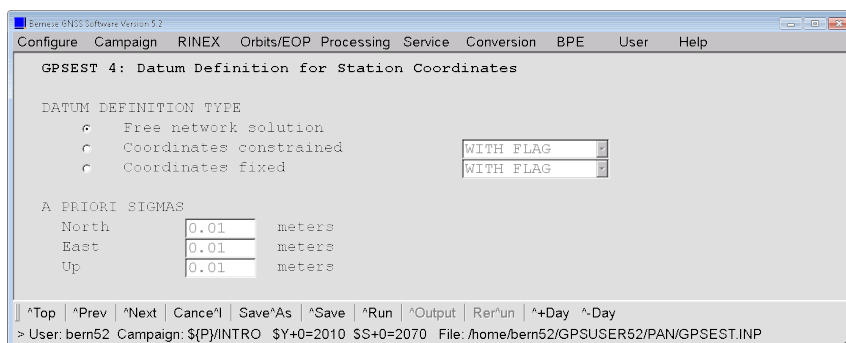 Bernese GNSS Software Version 5.2
Configure Campaign RINEX Orbits/EOP Processing Service Conversion BPE User Help
GPSEST 4: Datum Definition for Station Coordinates
DATUM DEFINITION TYPE
Free network solution
Coordinates constrained WITH FLAG
Coordinates fixed WITH FLAG
A PRIORI SIGMAS
North 0.01 meters
East 0.01 meters
Up 0.01 meters
^Top ^Prev ^Next Cance^l Save^As ^Save ^Run ^Output Rer^un ^+Day ^-Day
> User: bern52 Campaign: ${P}/INTRO $Y+0=2010 $S+0=2070 File: /home/bern52/GPSUSER52/PAN/GPSEST.INP